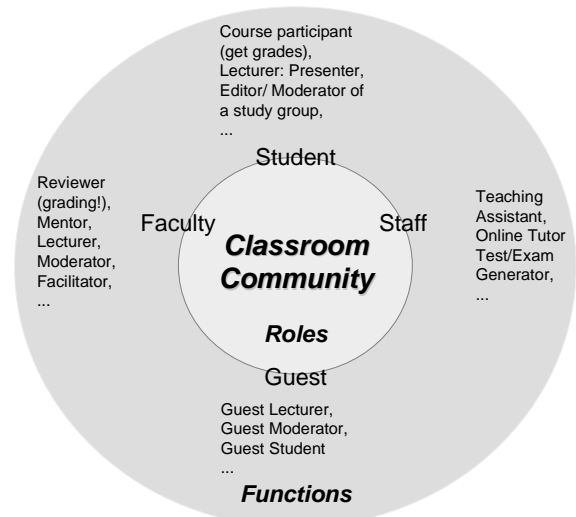 Course participant
(get grades),
Lecturer: Presenter,
Editor/ Moderator of
a study group,
...
Student
Reviewer
(grading!),
Mentor,
Lecturer,
Moderator,
Facilitator,
...
Faculty
Classroom
Community
Roles
Staff
Teaching
Assistant,
Online Tutor
Test/Exam
Generator,
...
Guest
Guest Lecturer,
Guest Moderator,
Guest Student
...
Functions